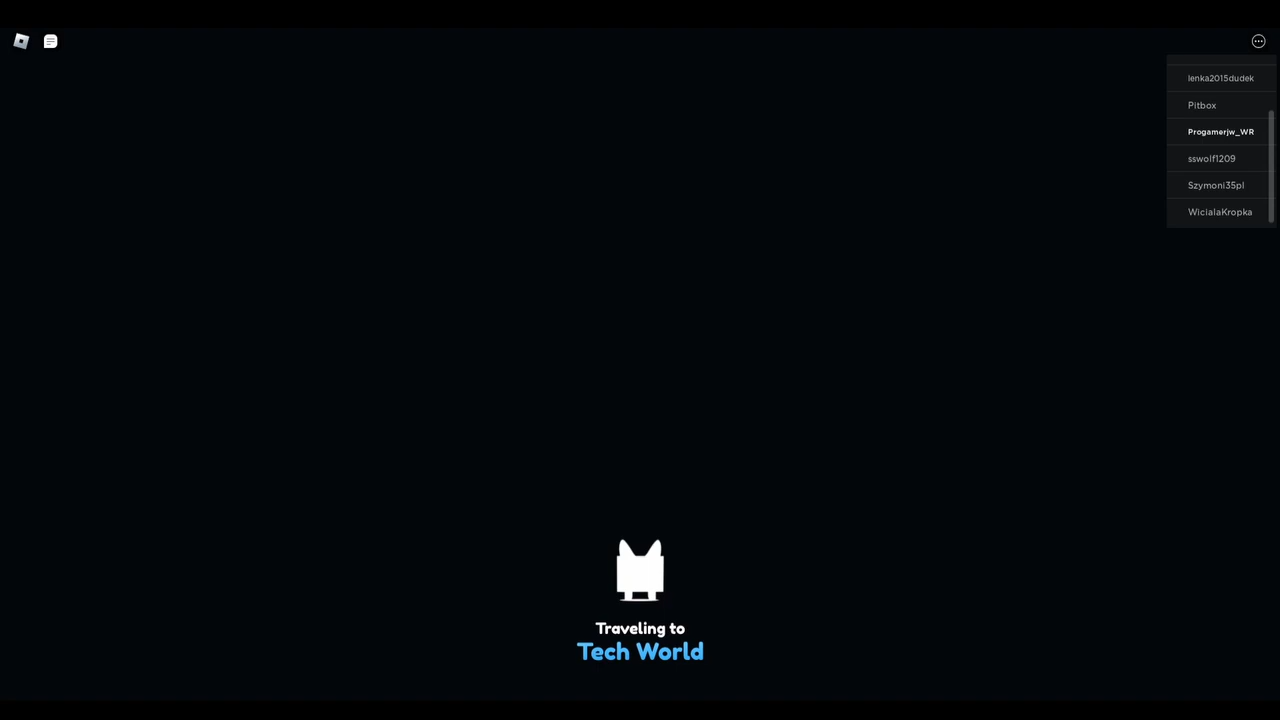 lenka2015dudek
Pitbox
Progamerjw_WR
sswolf1209
Szymoni35pl
WicialaKropka
Traveling to
Tech World